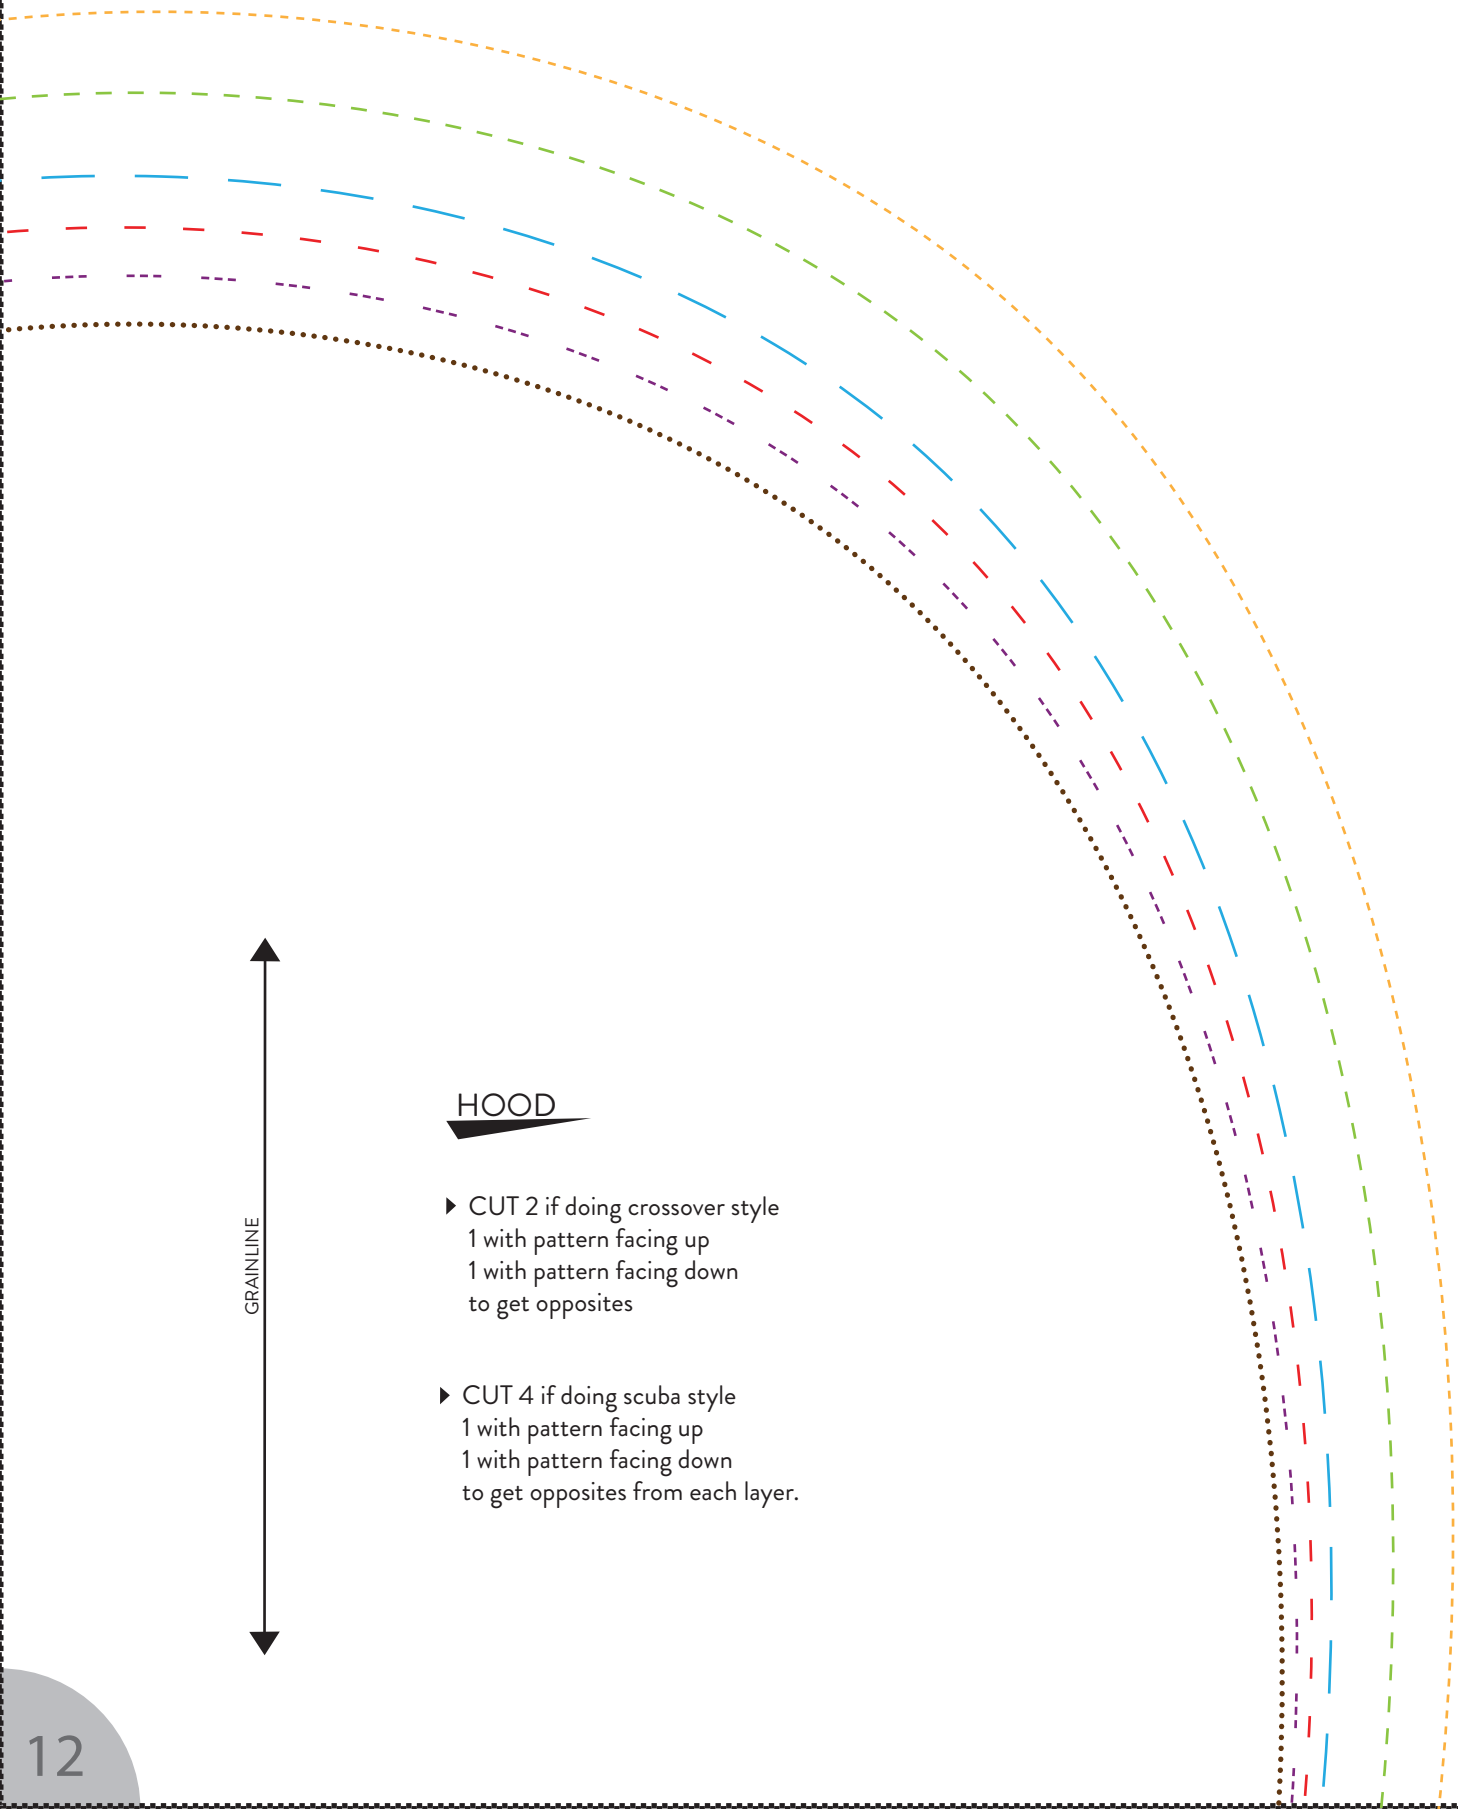 HOOD
CUT 2 if doing crossover style
1 with pattern facing up
1 with pattern facing down
to get opposites
GRAINLINE
CUT 4 if doing scuba style
1 with pattern facing up
1 with pattern facing down
to get opposites from each layer.
12